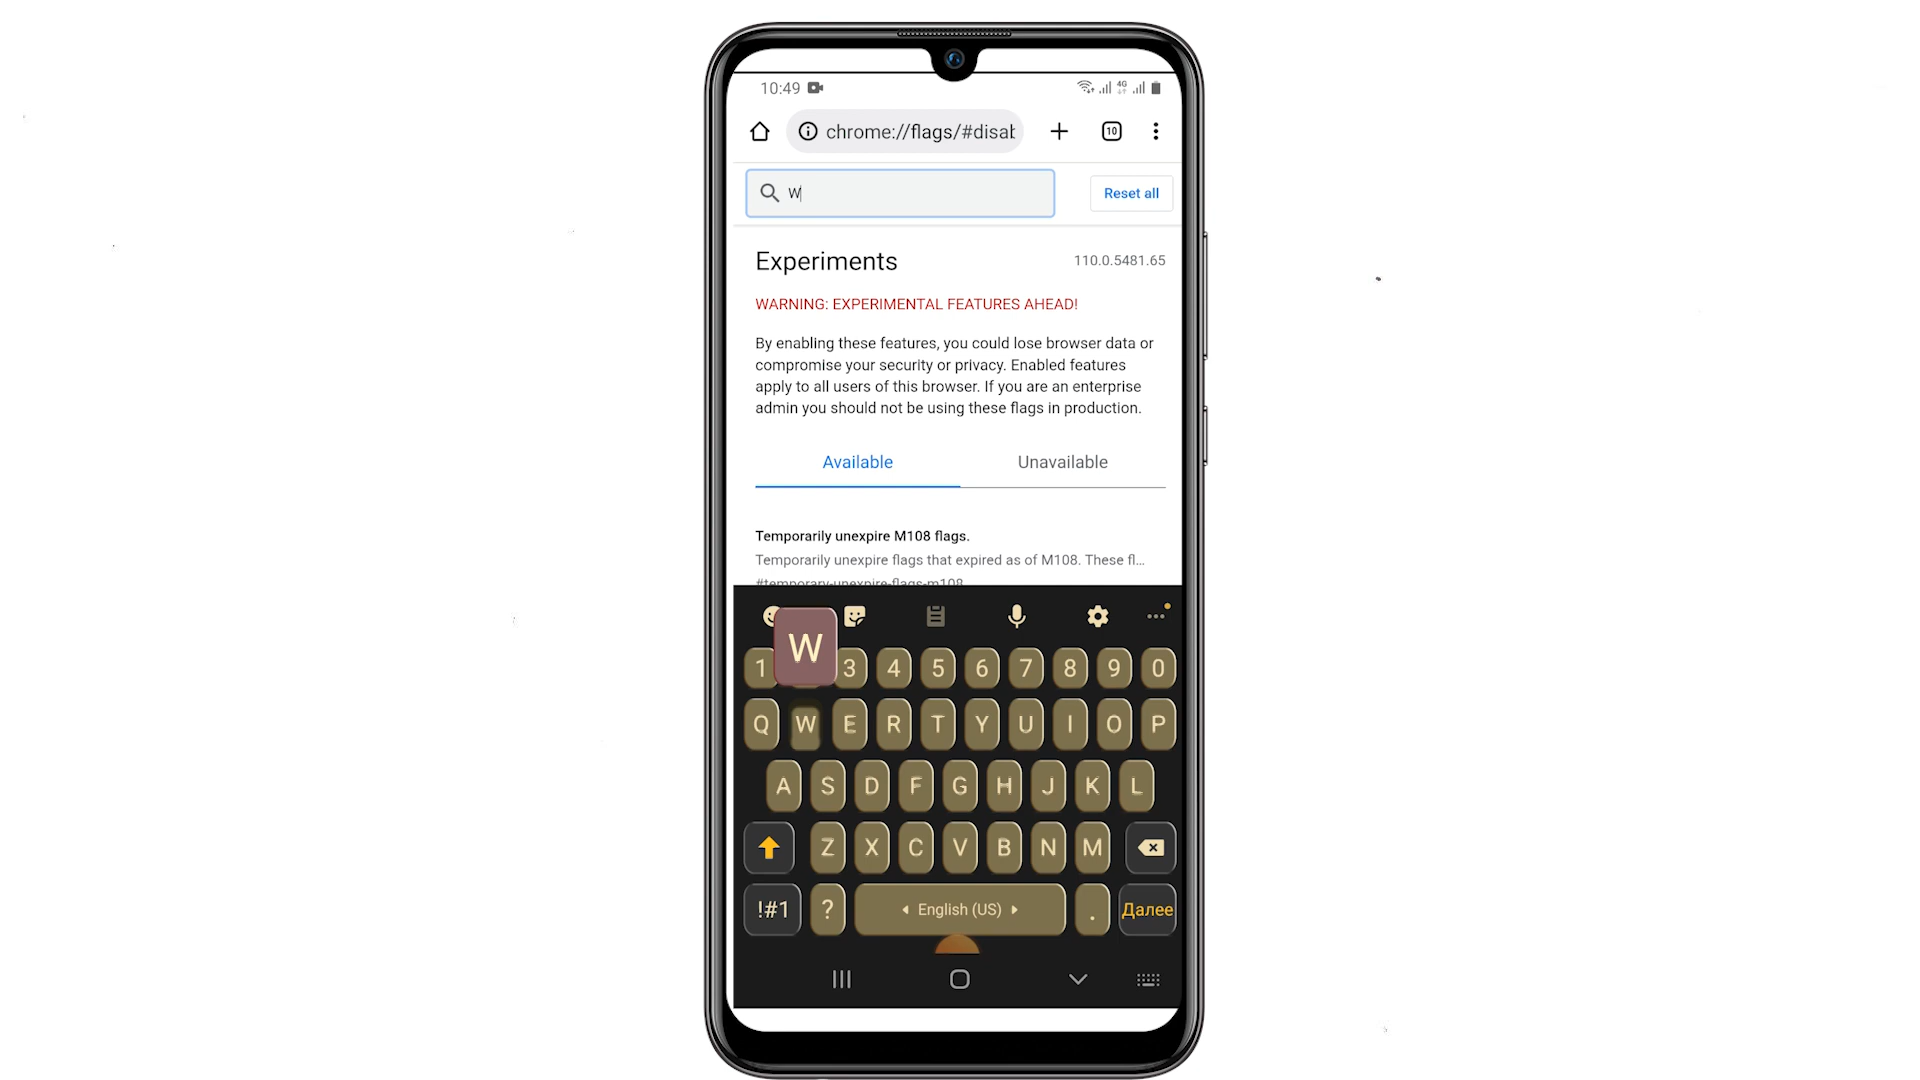 10:49 4G
chrome://flags/#disab 10
W Reset all
Experiments 110.0.5481.65
WARNING: EXPERIMENTAL FEATURES AHEAD!
By enabling these features, you could lose browser data or
compromise your security or privacy. Enabled features
apply to all users of this browser. If you are an enterprise
admin you should not be using these flags in production.
Available Unavailable
Temporarily unexpire M108 flags.
Temporarily unexpire flags that expired as of M108. These fl...
#temporary-unexpire-flags-m108
W
1 3 4 5 6 7 8 9 0
Q W E R T Y U I O P
A S D F G H J K L
Z X C V B N M
!#1 ? English (US) . Далее